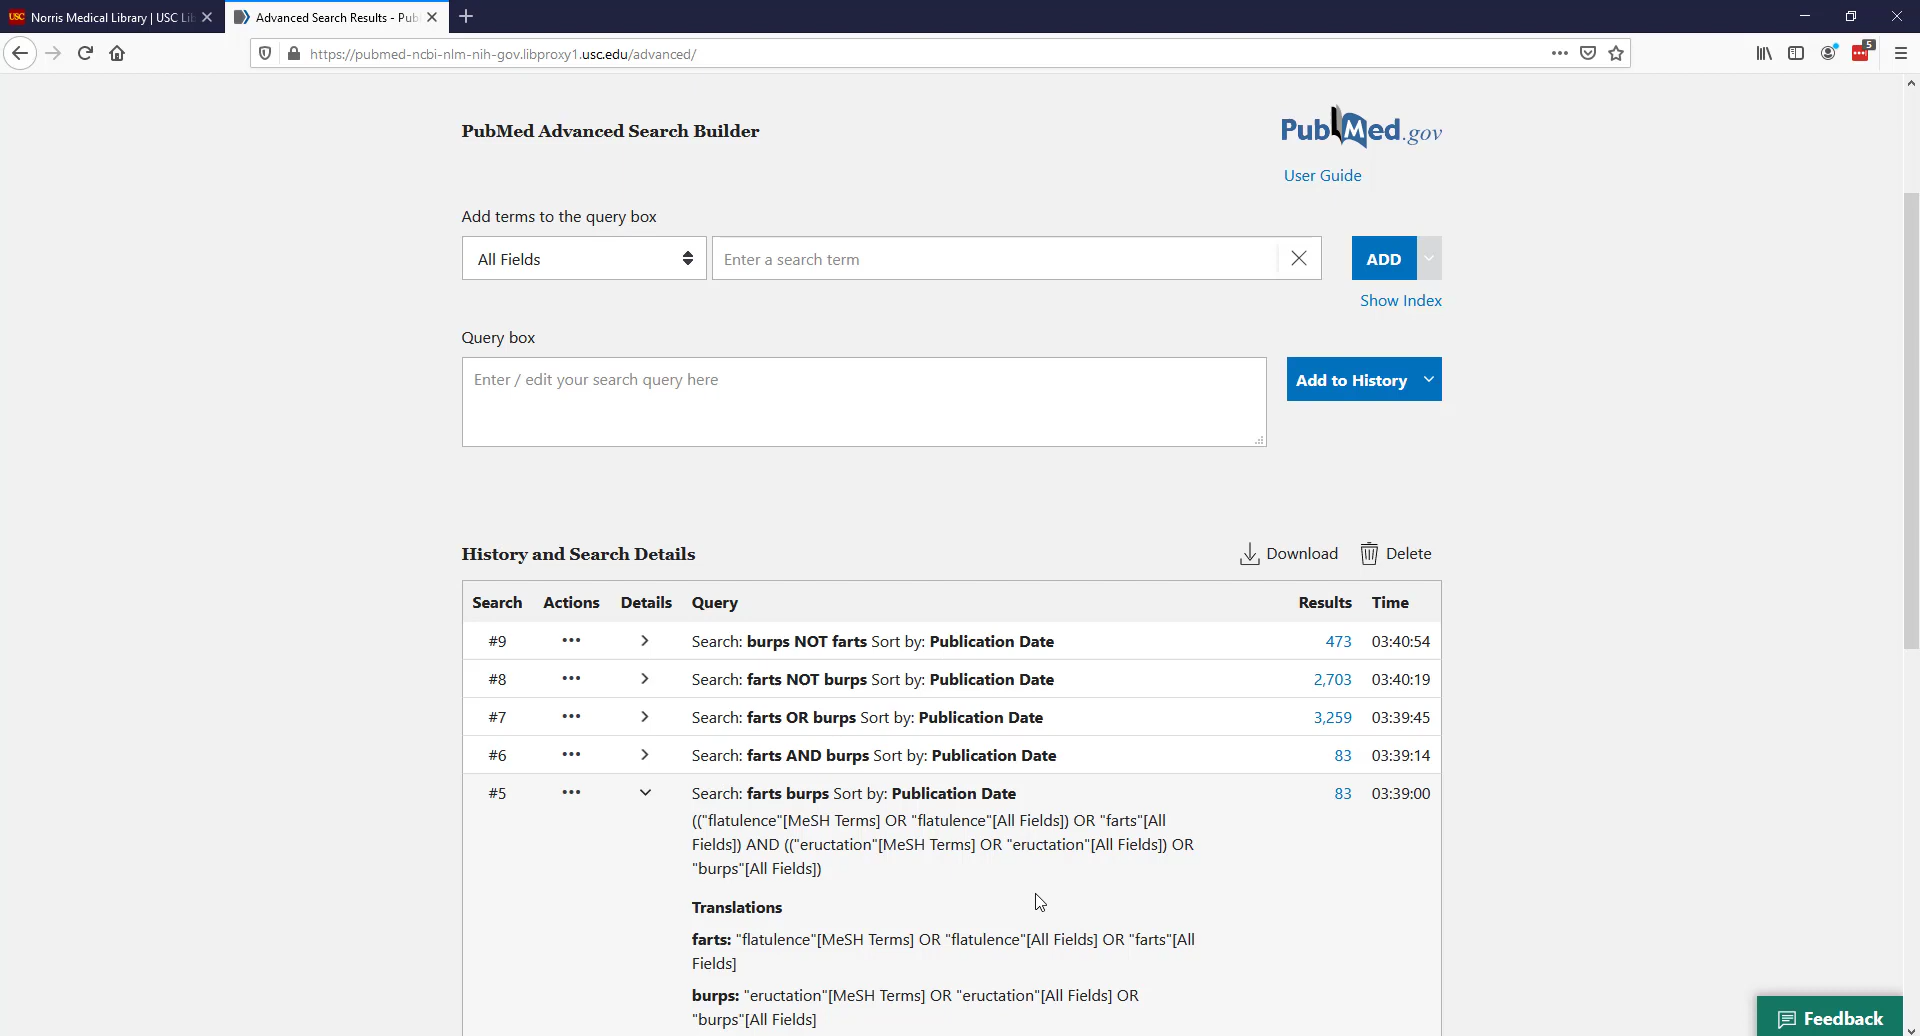 Norris Medical Library | USC Li
Advanced Search Results - Pub
https://pubmed-ncbi-nlm-nih-gov.libproxy1.usc.edu/advanced/
5
PubMed Advanced Search Builder
PubMed.gov
User Guide
Add terms to the query box
All Fields
Enter a search term
ADD
Show Index
Query box
Enter / edit your search query here
Add to History
History and Search Details
Download
Delete
Search Actions Details Query Results Time
#9 ••• Search: burps NOT farts Sort by: Publication Date 473 03:40:54
#8 ••• Search: farts NOT burps Sort by: Publication Date 2,703 03:40:19
#7 ••• Search: farts OR burps Sort by: Publication Date 3,259 03:39:45
#6 ••• Search: farts AND burps Sort by: Publication Date 83 03:39:14
#5 ••• Search: farts burps Sort by: Publication Date 83 03:39:00
(("flatulence"[MeSH Terms] OR "flatulence"[All Fields]) OR "farts"[All
Fields]) AND (("eructation"[MeSH Terms] OR "eructation"[All Fields]) OR
"burps"[All Fields])
Translations
farts: "flatulence"[MeSH Terms] OR "flatulence"[All Fields] OR "farts"[All
Fields]
burps: "eructation"[MeSH Terms] OR "eructation"[All Fields] OR
"burps"[All Fields]
Feedback